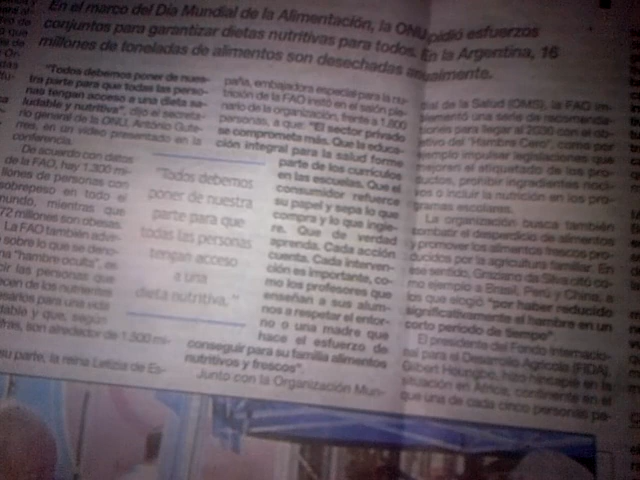 En el marco del Día Mundial de la Alimentación, la ONU pidió esfuerzos
conjuntos para garantizar dietas nutritivas para todos. En la Argentina, 16
millones de toneladas de alimentos son desechadas anualmente.
"Todos debemos poner de nues-
tra parte para que todas las perso-
nas tengan acceso a una dieta sa-
ludable y nutritiva", dijo el secreta-
rio general de la ONU, António Guter-
res, en un video presentado en la
conferencia.
De acuerdo con datos
de la FAO, hay 1.300 mi-
llones de personas con
sobrepeso en todo el
mundo, mientras que
72 millones son obesas.
La FAO también advier-
sobre lo que se deno-
"hambre oculta", es
cir las personas que
cen de los nutrientes
sarios para una vida
table y que, según
fras, son alrededor de 1.500 mi-
su parte, la reina Letizia de Es-
"Todos debemos
poner de nuestra
parte para que
todas las personas
tengan acceso
a una
dieta nutritiva."
paña, embajadora especial para la nu-
trición de la FAO instó en el salón ple-
nario de la organización, frente a 1.800
personas, a que: "El sector privado
se comprometa más. Que la educa-
ción integral para la salud forme
parte de los currículos
en las escuelas. Que el
consumidor refuerce
su papel y sepa lo que
compra y lo que ingie-
re. Que de verdad
aprenda. Cada acción
cuenta. Cada interven-
ción es importante, co-
mo los profesores que
enseñan a sus alum-
nos a respetar el entor-
no o una madre que
hace el esfuerzo de
conseguir para su familia alimentos
nutritivos y frescos".
Junto con la Organización Mun-
dial de la Salud (OMS), la FAO im-
plementó una serie de recomenda-
ciones para llegar al 2030 con el ob-
jetivo del "Hambre Cero", como por
ejemplo impulsar legislaciones que
mejoren el etiquetado de los pro-
ductos, prohibir ingredientes noci-
vos o incluir la nutrición en los pro-
gramas escolares.
La organización busca también
combatir el desperdicio de alimentos
y promover los alimentos frescos pro-
ducidos por la agricultura familiar. En
ese sentido, Graziano da Silva citó co-
mo ejemplo a Brasil, Perú y China, a
los que elogió "por haber reducido
significativamente el hambre en un
corto período de tiempo".
El presidente del Fondo Internacio-
nal para el Desarrollo Agrícola (FIDA),
Gilbert Houngbo, hizo hincapié en la
situación en África, continente en el
que una de cada cinco personas pa-